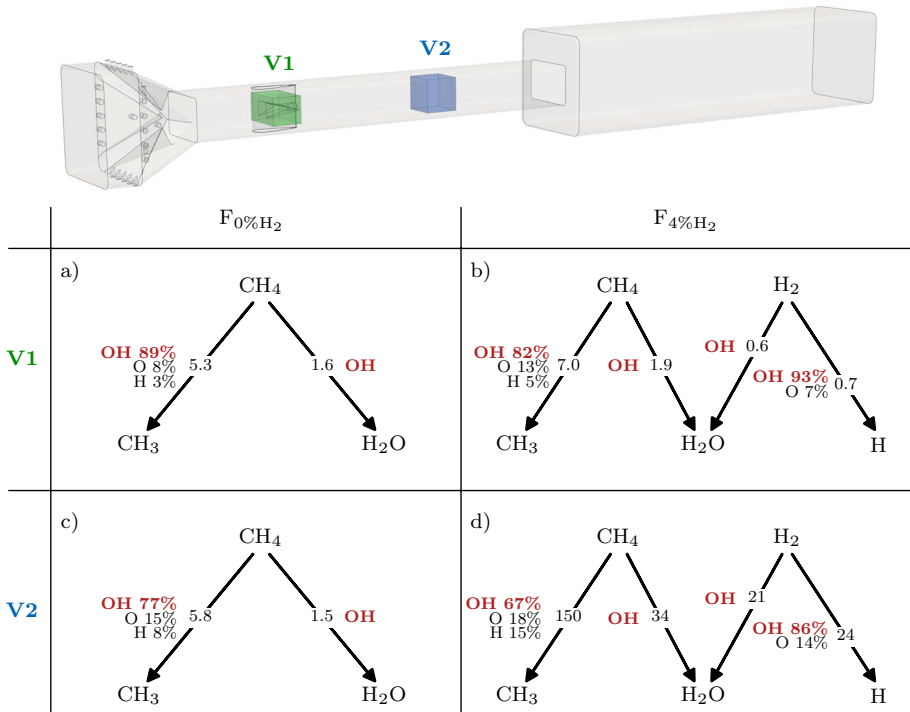 V1
V2
F0%H2
F4%H2
V1
a)
CH4
OH 89%
O 8%
H 3%
5.3
1.6
OH
CH3
H2O
b)
CH4
H2
OH 82%
O 13%
H 5%
7.0
OH
1.9
OH
0.6
OH 93%
O 7%
0.7
CH3
H2O
H
V2
c)
CH4
OH 77%
O 15%
H 8%
5.8
1.5
OH
CH3
H2O
d)
CH4
H2
OH 67%
O 18%
H 15%
150
OH
34
OH
21
OH 86%
O 14%
24
CH3
H2O
H